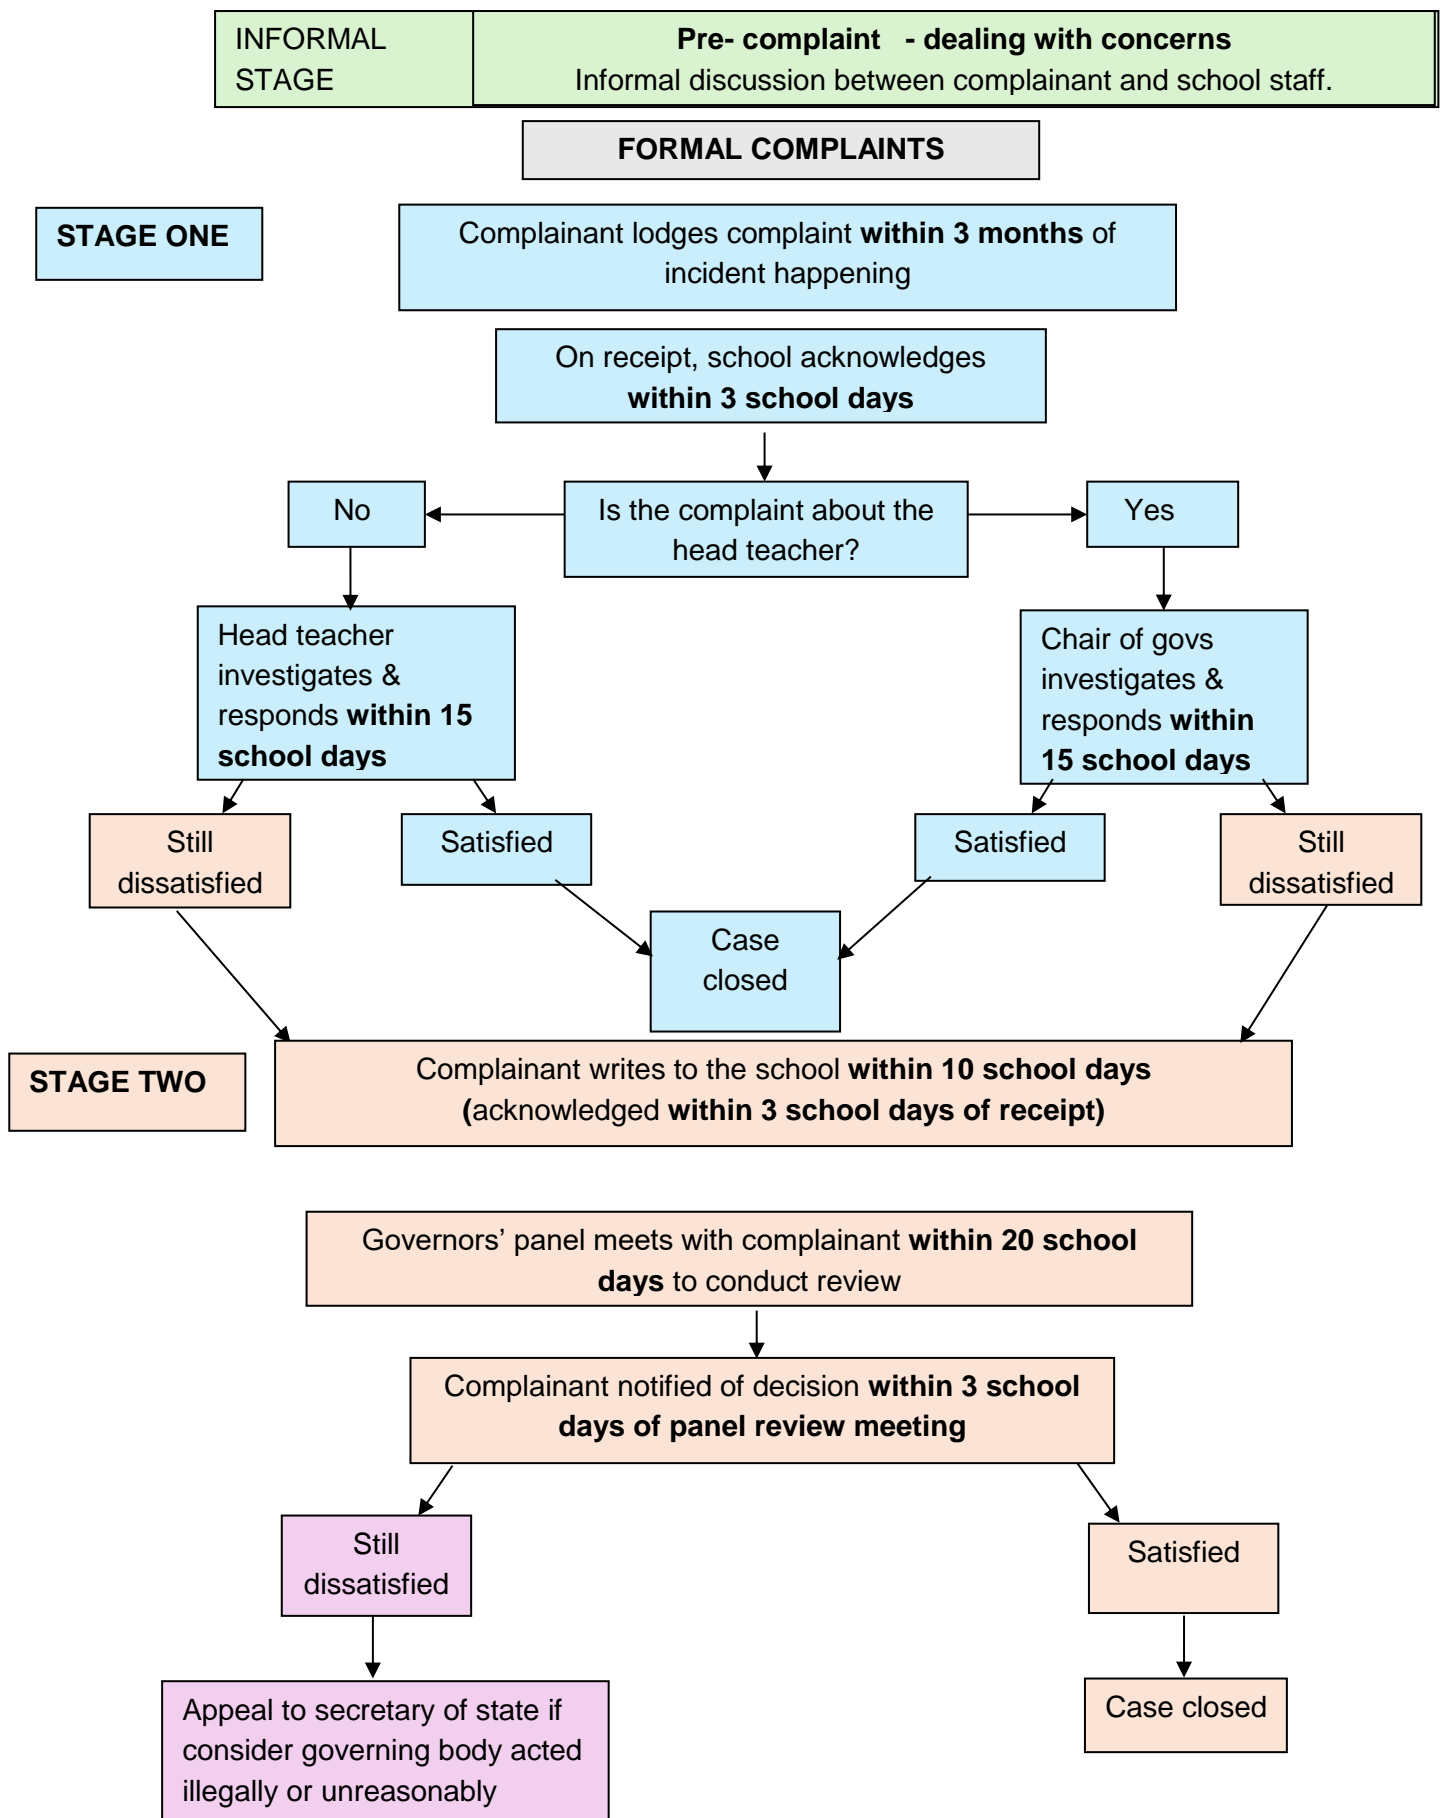 INFORMAL
STAGE
Pre- complaint - dealing with concerns
Informal discussion between complainant and school staff.
FORMAL COMPLAINTS
STAGE ONE
Complainant lodges complaint within 3 months of
incident happening
On receipt, school acknowledges
within 3 school days
No
Is the complaint about the
head teacher?
Yes
Head teacher
investigates &
responds within 15
school days
Chair of govs
investigates &
responds within
15 school days
Still
dissatisfied
Satisfied
Satisfied
Still
dissatisfied
Case
closed
STAGE TWO
Complainant writes to the school within 10 school days
(acknowledged within 3 school days of receipt)
Governors’ panel meets with complainant within 20 school
days to conduct review
Complainant notified of decision within 3 school
days of panel review meeting
Still
dissatisfied
Satisfied
Appeal to secretary of state if
consider governing body acted
illegally or unreasonably
Case closed